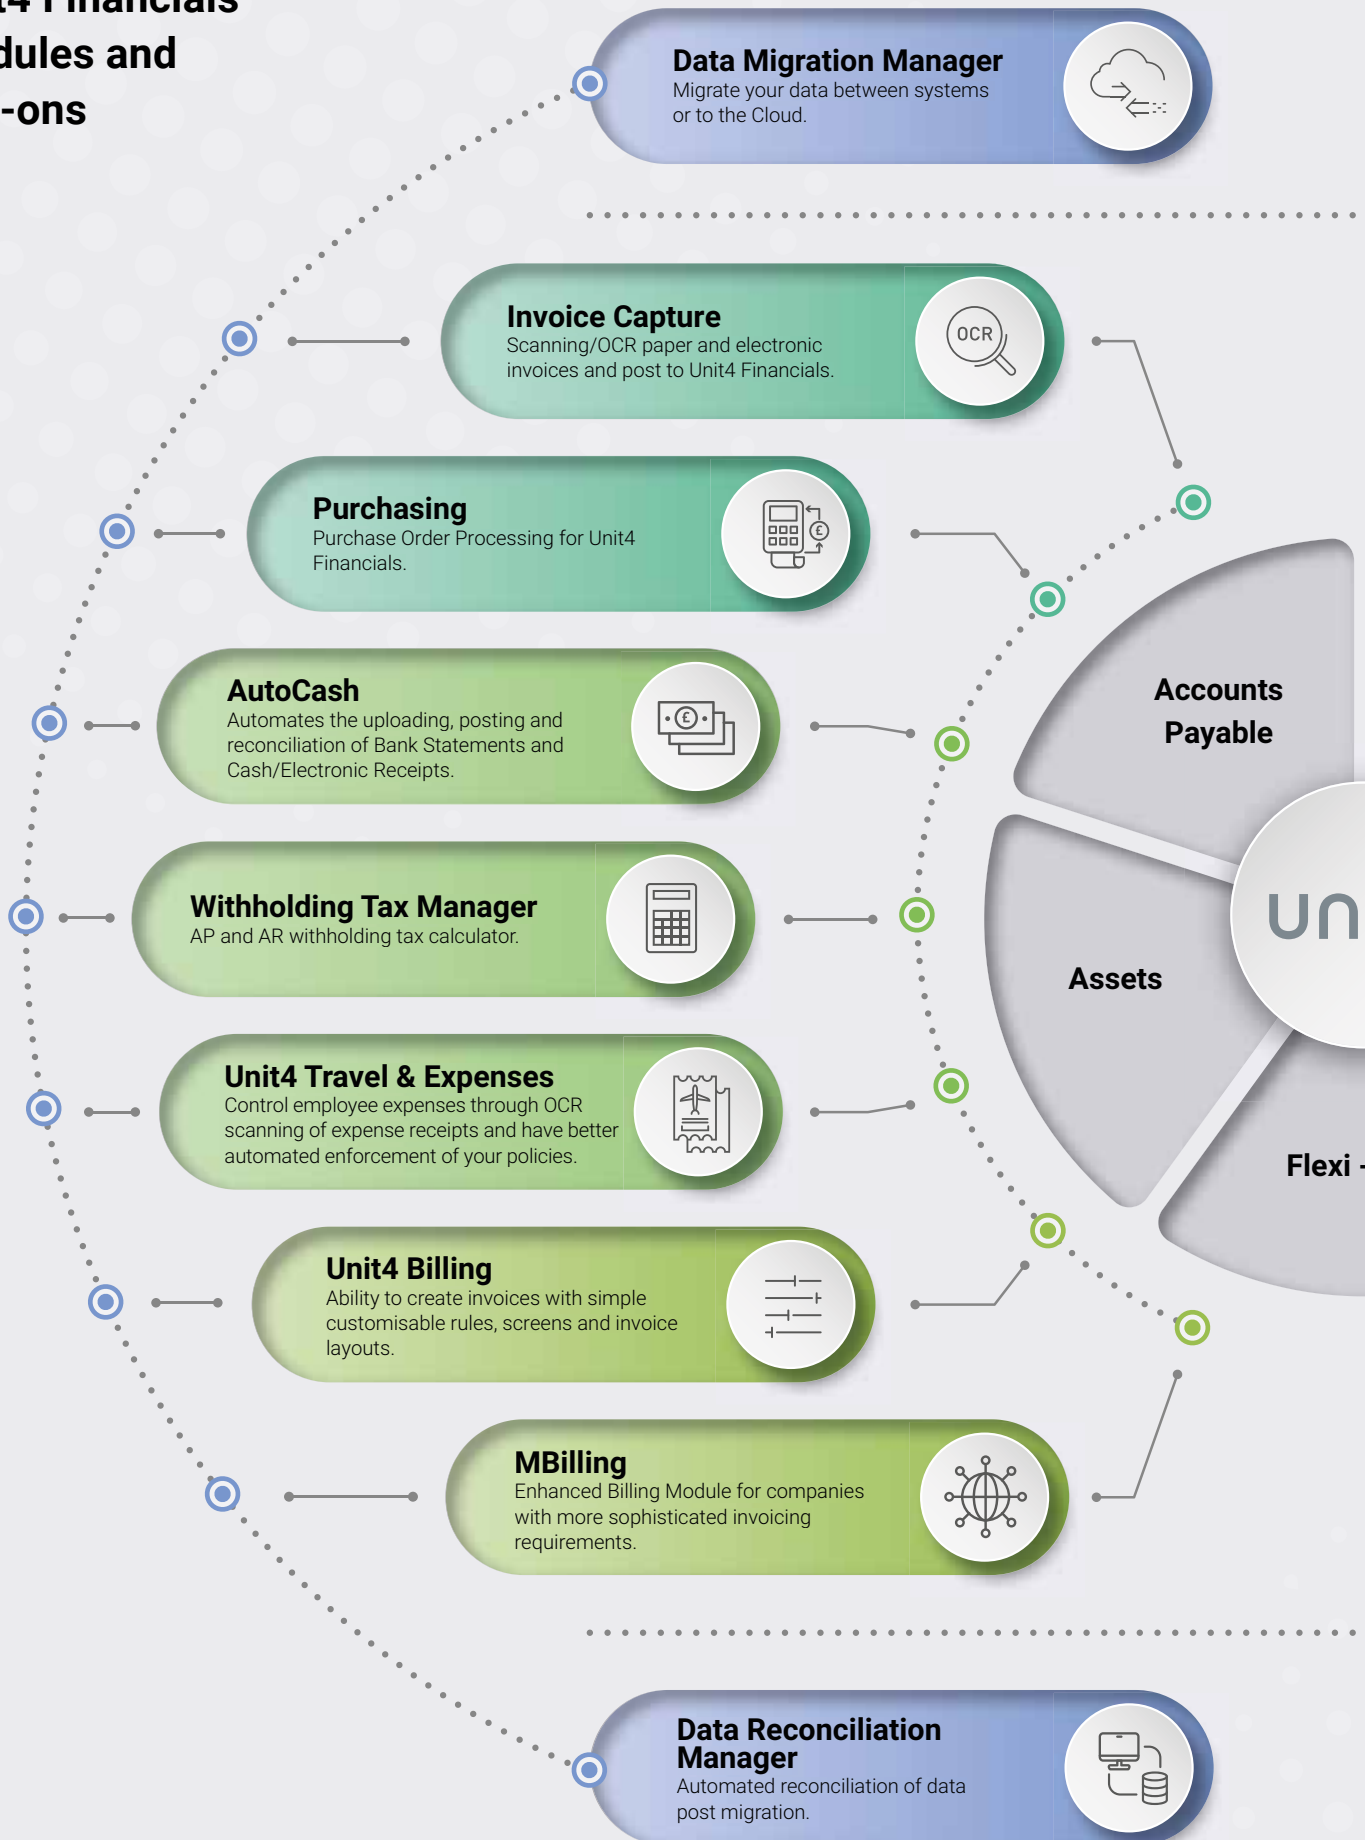 t4 Financials
dules and
-ons
Data Migration Manager
Migrate your data between systems
or to the Cloud.
Invoice Capture
Scanning/OCR paper and electronic
invoices and post to Unit4 Financials.
OCR
Purchasing
Purchase Order Processing for Unit4
Financials.
£
AutoCash
Automates the uploading, posting and
reconciliation of Bank Statements and
Cash/Electronic Receipts.
£
Accounts
Payable
Withholding Tax Manager
AP and AR withholding tax calculator.
un
Assets
Unit4 Travel & Expenses
Control employee expenses through OCR
scanning of expense receipts and have better
automated enforcement of your policies.
Flexi -
Unit4 Billing
Ability to create invoices with simple
customisable rules, screens and invoice
layouts.
MBilling
Enhanced Billing Module for companies
with more sophisticated invoicing
requirements.
Data Reconciliation
Manager
Automated reconciliation of data
post migration.